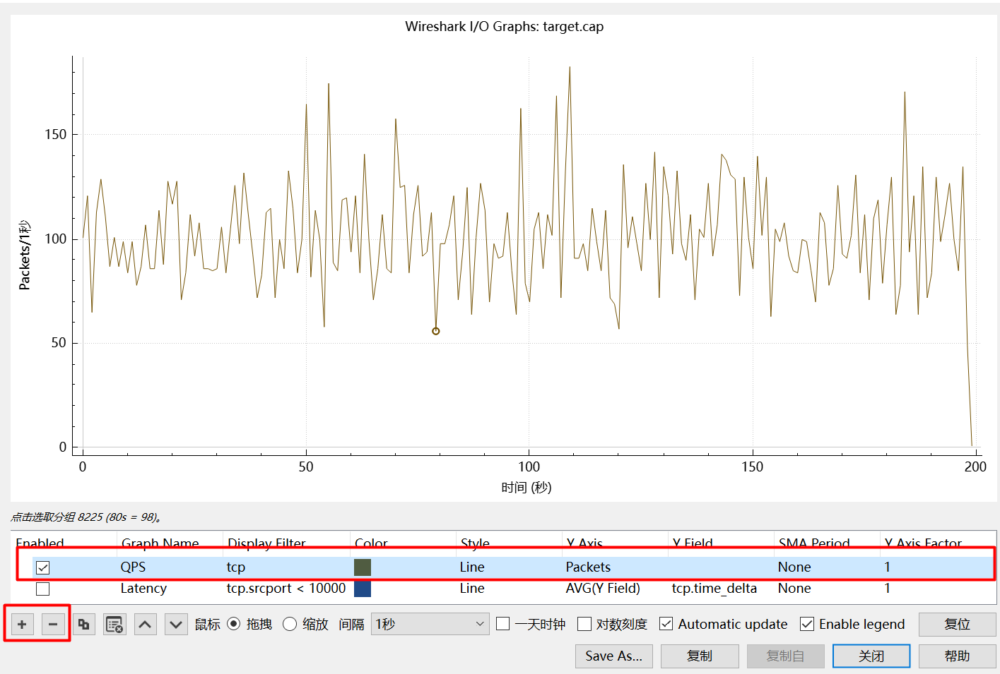 Wireshark I/O Graphs: target.cap
150
100
50
0
Packets/1秒
0 50 100 150 200
时间 (秒)
点击选取分组 8225 (80s = 98)。
Enabled Graph Name Display Filter Color Style Y Axis Y Field SMA Period Y Axis Factor
QPS tcp Line Packets None 1
Latency tcp.srcport < 10000 Line AVG(Y Field) tcp.time_delta None 1
鼠标 拖拽 缩放 间隔 1秒 一天时钟 对数刻度 Automatic update Enable legend 复位
Save As... 复制 复制自 关闭 帮助